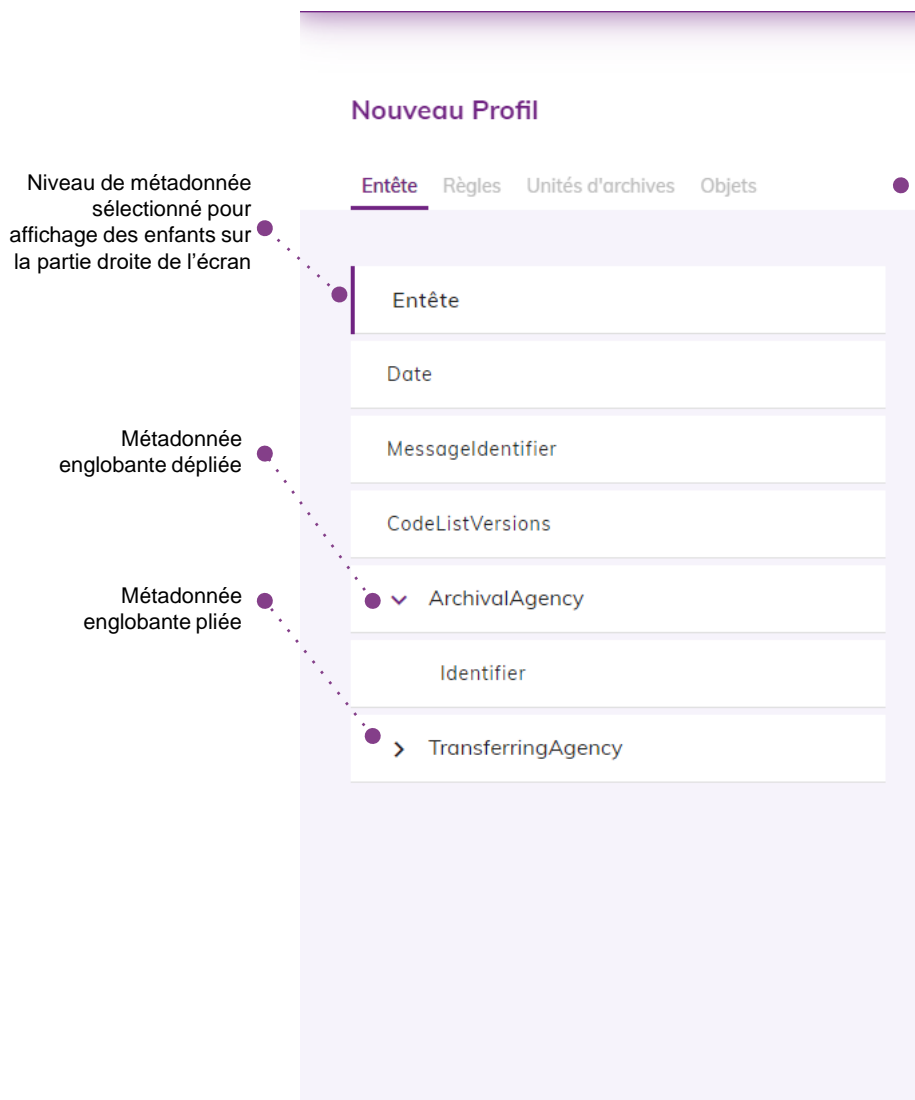 Nouveau Profil
Entête Règles Unités d'archives Objets
Niveau de métadonnée
sélectionné pour
affichage des enfants sur
la partie droite de l’écran
Entête
Date
Métadonnée
englobante dépliée
MessageIdentifier
CodeListVersions
Métadonnée
englobante pliée
ArchivalAgency
Identifier
TransferringAgency